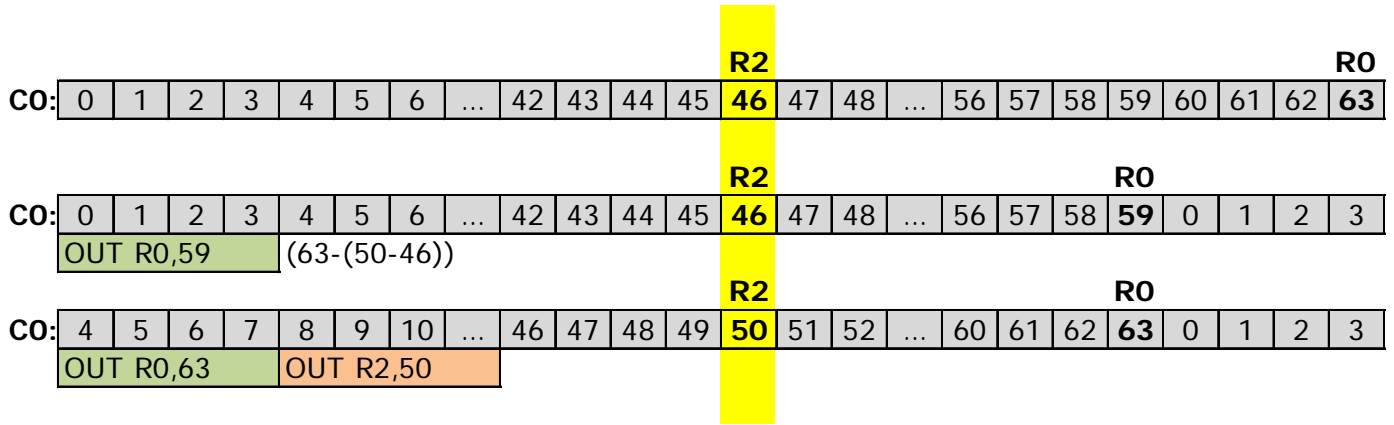 R2 R0
C0: 0 1 2 3 4 5 6 ... 42 43 44 45 46 47 48 ... 56 57 58 59 60 61 62 63
R2 R0
C0: 0 1 2 3 4 5 6 ... 42 43 44 45 46 47 48 ... 56 57 58 59 0 1 2 3
OUT R0,59 (63-(50-46))
R2 R0
C0: 4 5 6 7 8 9 10 ... 46 47 48 49 50 51 52 ... 60 61 62 63 0 1 2 3
OUT R0,63 OUT R2,50